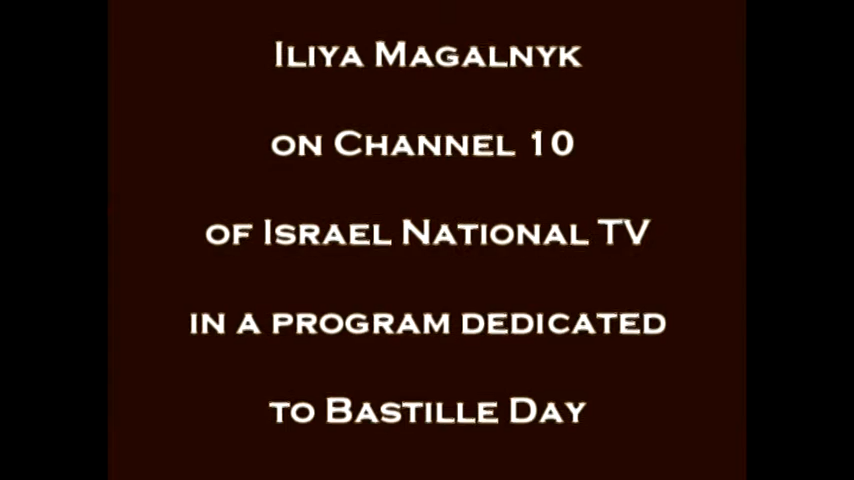 Iliya Magalnyk
on Channel 10
of Israel National TV
in a program dedicated
to Bastille Day